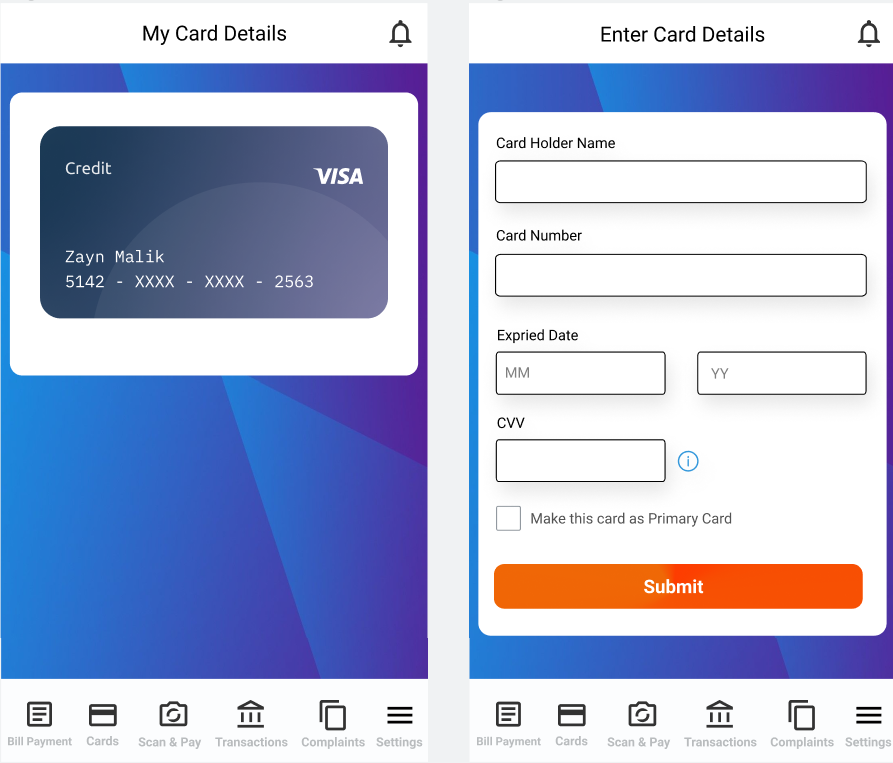 My Card Details
Credit
VISA
Zayn Malik
5142 - XXXX - XXXX - 2563
Bill Payment
Cards
Scan & Pay
Transactions
Complaints
Settings
Enter Card Details
Card Holder Name
Card Number
Expried Date
MM
YY
CVV
i
Make this card as Primary Card
Submit
Bill Payment
Cards
Scan & Pay
Transactions
Complaints
Settings